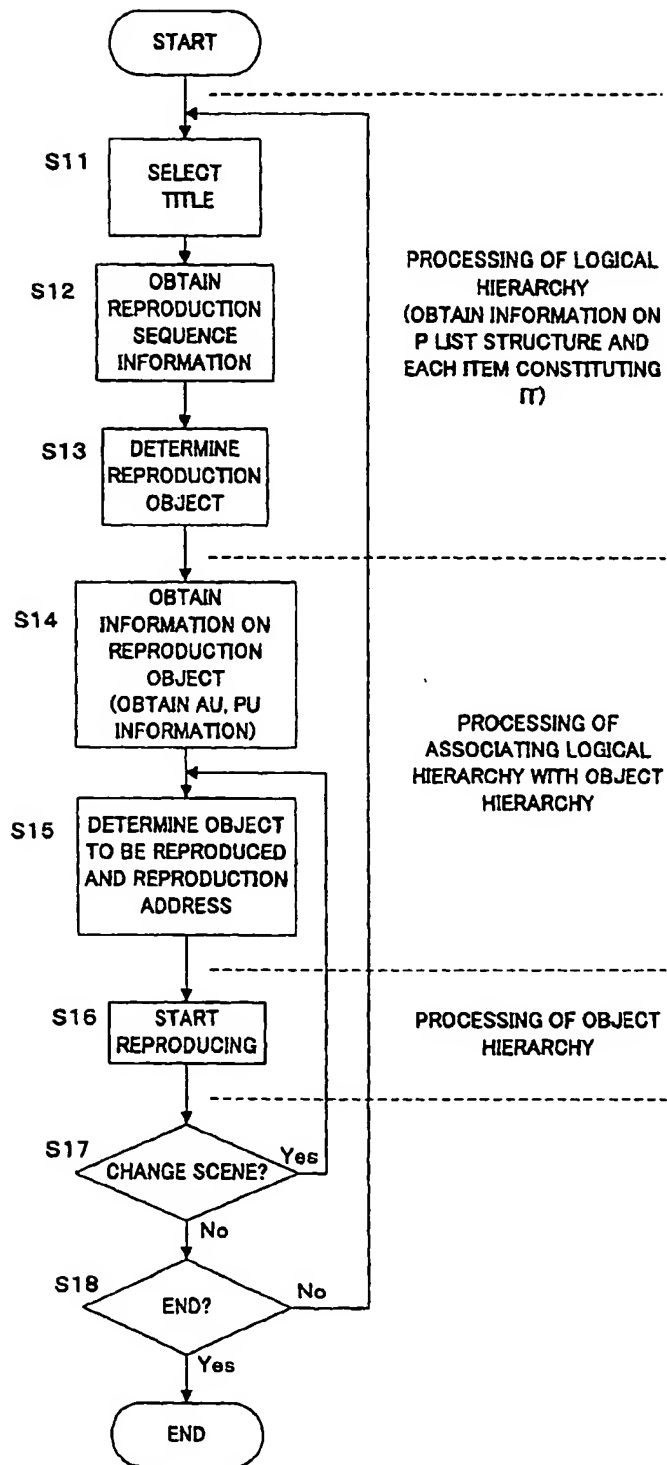 START
S11
SELECT
TITLE
S12
OBTAIN
REPRODUCTION
SEQUENCE
INFORMATION
PROCESSING OF LOGICAL
HIERARCHY
(OBTAIN INFORMATION ON
P LIST STRUCTURE AND
EACH ITEM CONSTITUTING
IT)
S13
DETERMINE
REPRODUCTION
OBJECT
S14
OBTAIN
INFORMATION ON
REPRODUCTION
OBJECT
(OBTAIN AU, PU
INFORMATION)
PROCESSING OF
ASSOCIATING LOGICAL
HIERARCHY WITH OBJECT
HIERARCHY
S15
DETERMINE OBJECT
TO BE REPRODUCED
AND REPRODUCTION
ADDRESS
S16
START
REPRODUCING
PROCESSING OF OBJECT
HIERARCHY
S17
CHANGE SCENE?
Yes
No
S18
END?
No
Yes
END